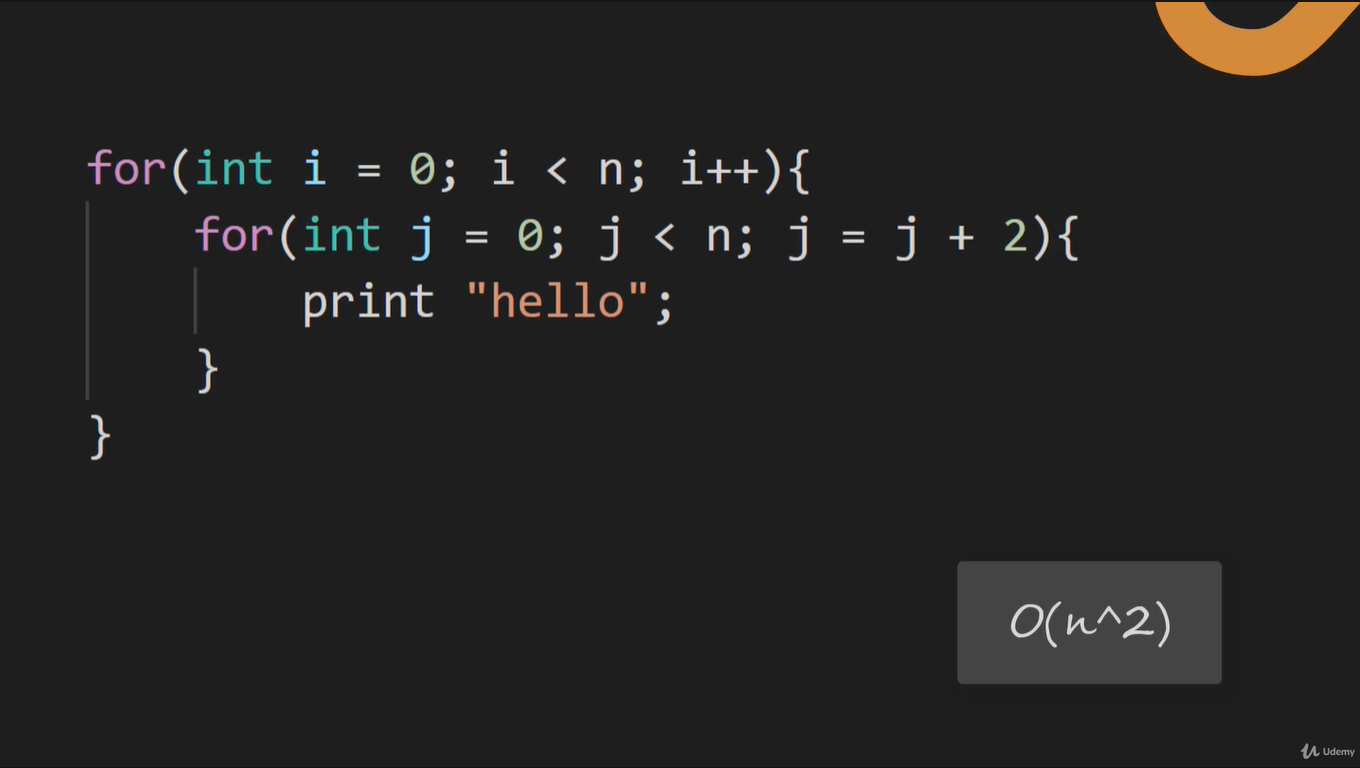 for(int i = 0; i < n; i++){
for(int j = 0; j < n; j = j + 2){
print "hello";
}
}
O(n^2)
Udemy